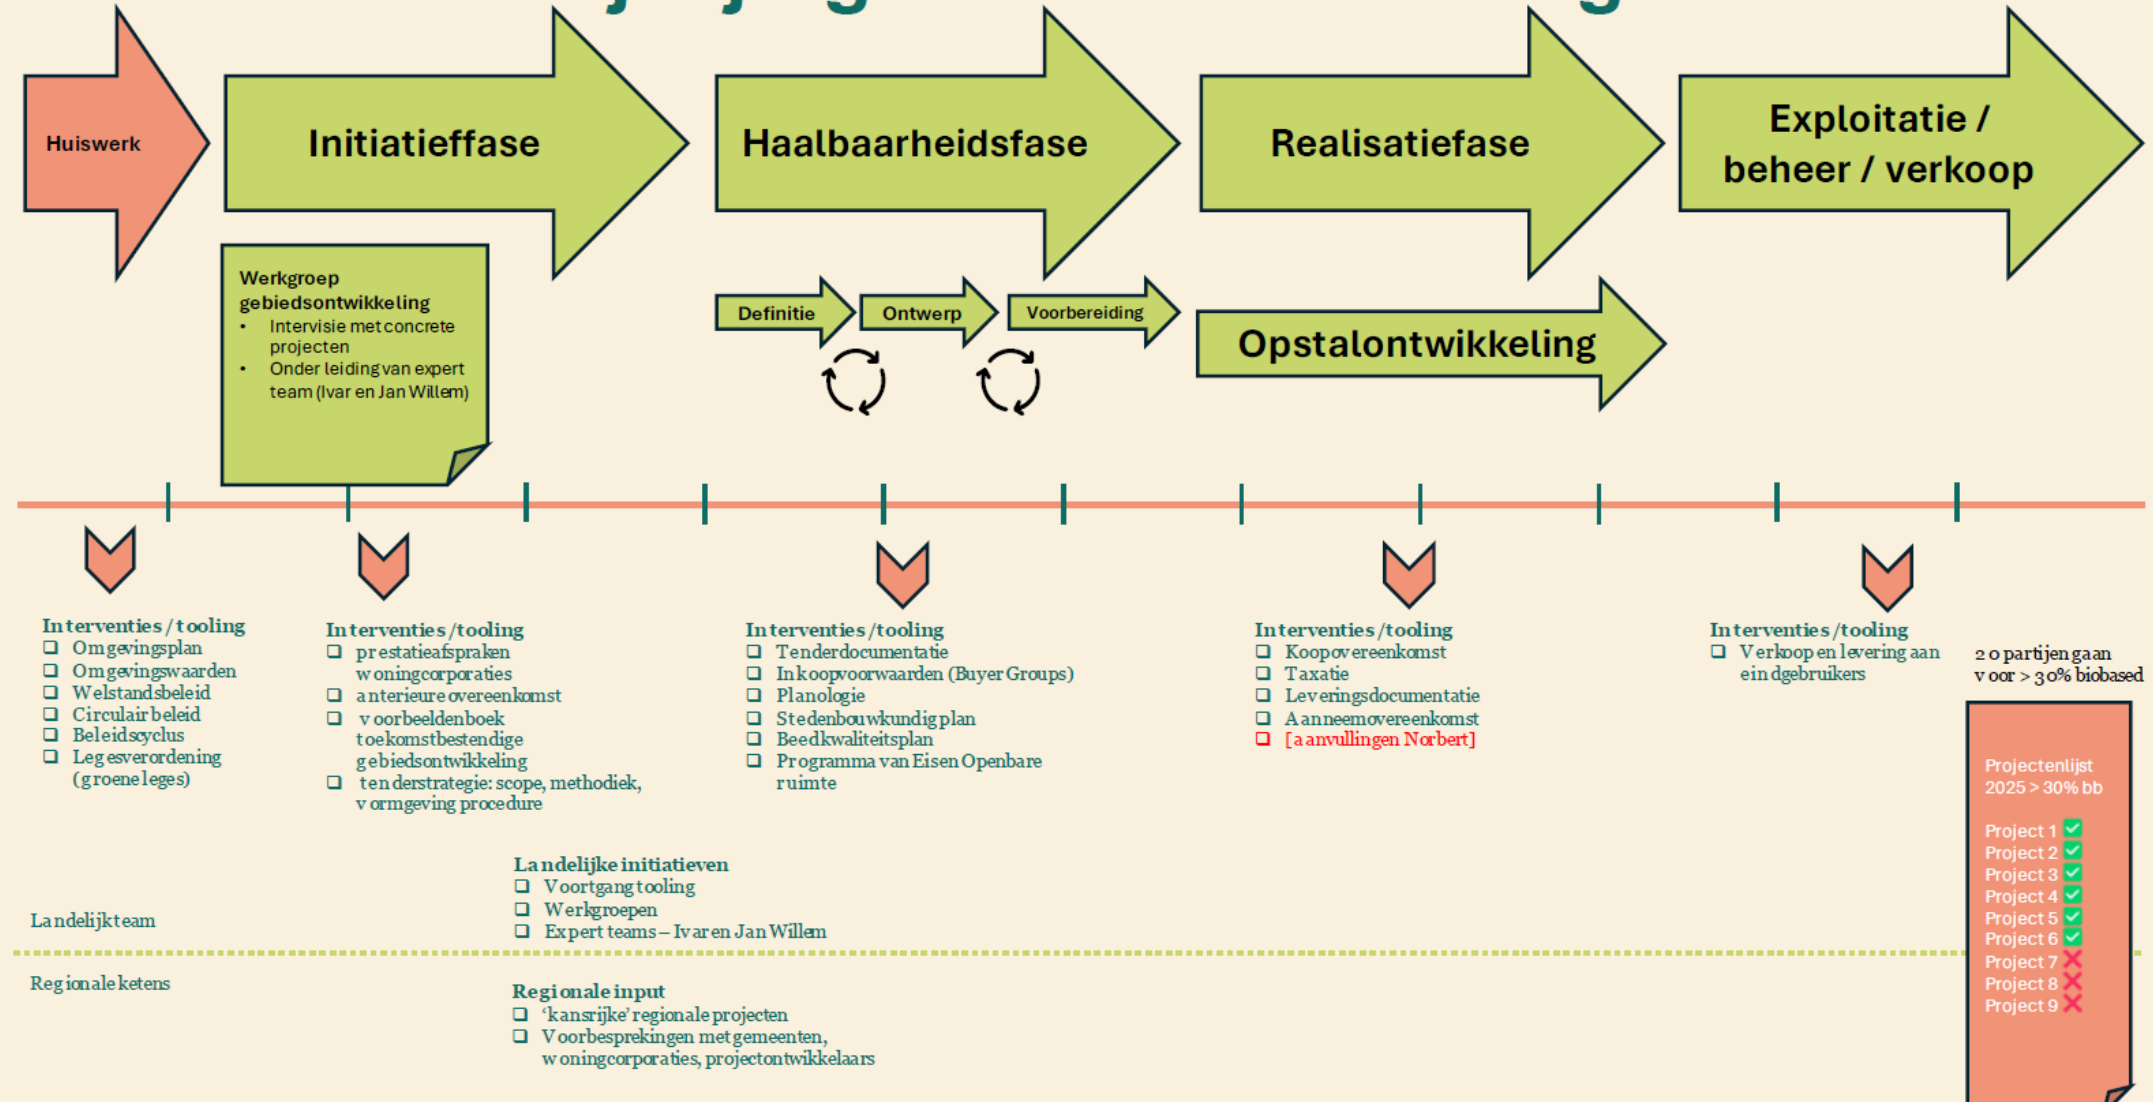 Huiswerk
Initiatieffase
Haalbaarheidsfase
Realisatiefase
Exploitatie /
beheer / verkoop
Werkgroep
gebiedsontwikkeling
• Intervisie met concrete
projecten
• Onder leiding van expert
team (Ivar en Jan Willem)
Definitie
Ontwerp
Voorbereiding
Opstalontwikkeling
Interventies / tooling
❑ Omgevingsplan
❑ Omgevingswaarden
❑ Welstandsbeleid
❑ Circulair beleid
❑ Beleidscyclus
❑ Legesverordening
(groene leges)
Interventies /tooling
❑ prestatieafspraken
woningcorporaties
❑ anterieure overeenkomst
❑ voorbeeldenboek
toekomstbestendige
gebiedsontwikkeling
❑ tenderstrategie: scope, methodiek,
vormgeving procedure
Interventies /tooling
❑ Tenderdocumentatie
❑ Inkoopvoorwaarden (Buyer Groups)
❑ Planologie
❑ Stedenbouwkundig plan
❑ Beedkwaliteitsplan
❑ Programma van Eisen Openbare
ruimte
Interventies /tooling
❑ Koopovereenkomst
❑ Taxatie
❑ Leveringsdocumentatie
❑ Aanneemovereenkomst
❑ [aanvullingen Norbert]
Interventies /tooling
❑ Verkoop en levering aan
eindgebruikers
20 partijen gaan
voor > 30% biobased
Projectenlijst
2025 > 30% bb
Project 1 ✅
Project 2 ✅
Project 3 ✅
Project 4 ✅
Project 5 ✅
Project 6 ✅
Project 7 ❌
Project 8 ❌
Project 9 ❌
Landelijke initiatieven
❑ Voortgang tooling
❑ Werkgroepen
❑ Expert teams – Ivar en Jan Willem
Landelijk team
Regionale ketens
Regionale input
❑ ‘kansrijke’ regionale projecten
❑ Voorbesprekingen met gemeenten,
woningcorporaties, projectontwikkelaars